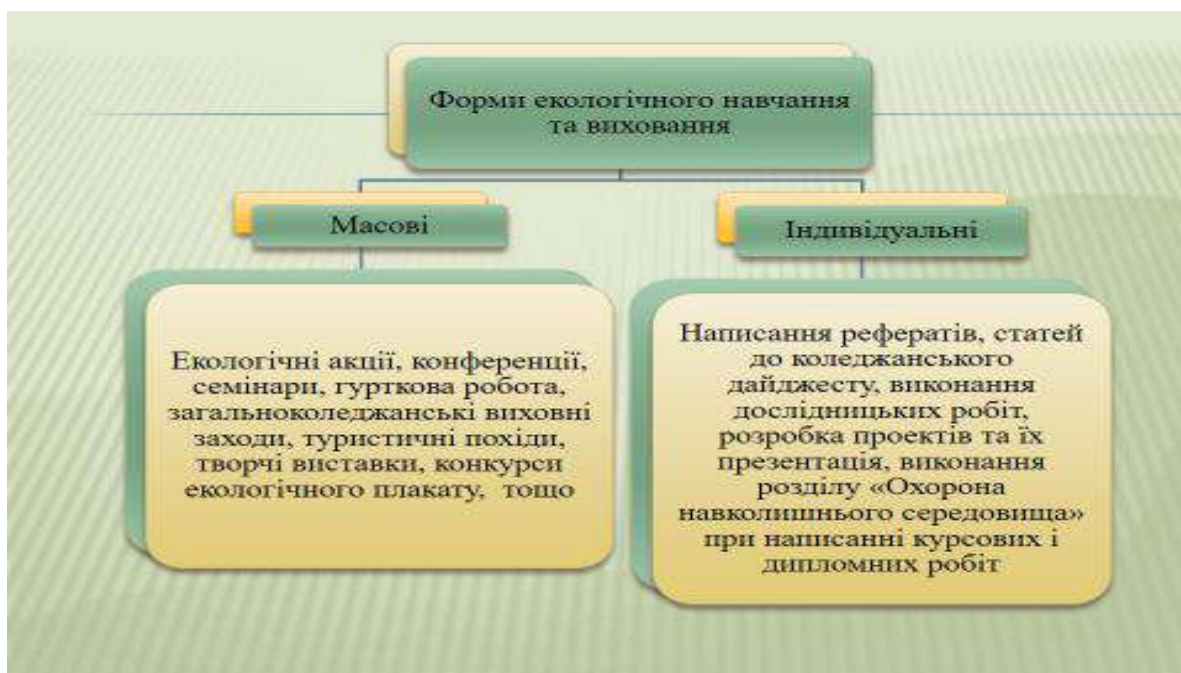 Форми екологічного навчання
та виховання
Масові
Індивідуальні
Екологічні акції, конференції,
семінари, гурткова робота,
загальноколеджанські виховні
заходи, туристичні походи,
творчі виставки, конкурси
екологічного плакату, тощо
Написання рефератів, статей
до коледжанського
дайджесту, виконання
дослідницьких робіт,
розробка проектів та їх
презентація, виконання
розділу «Охорона
навколишнього середовища»
при написанні курсових і
дипломних робіт